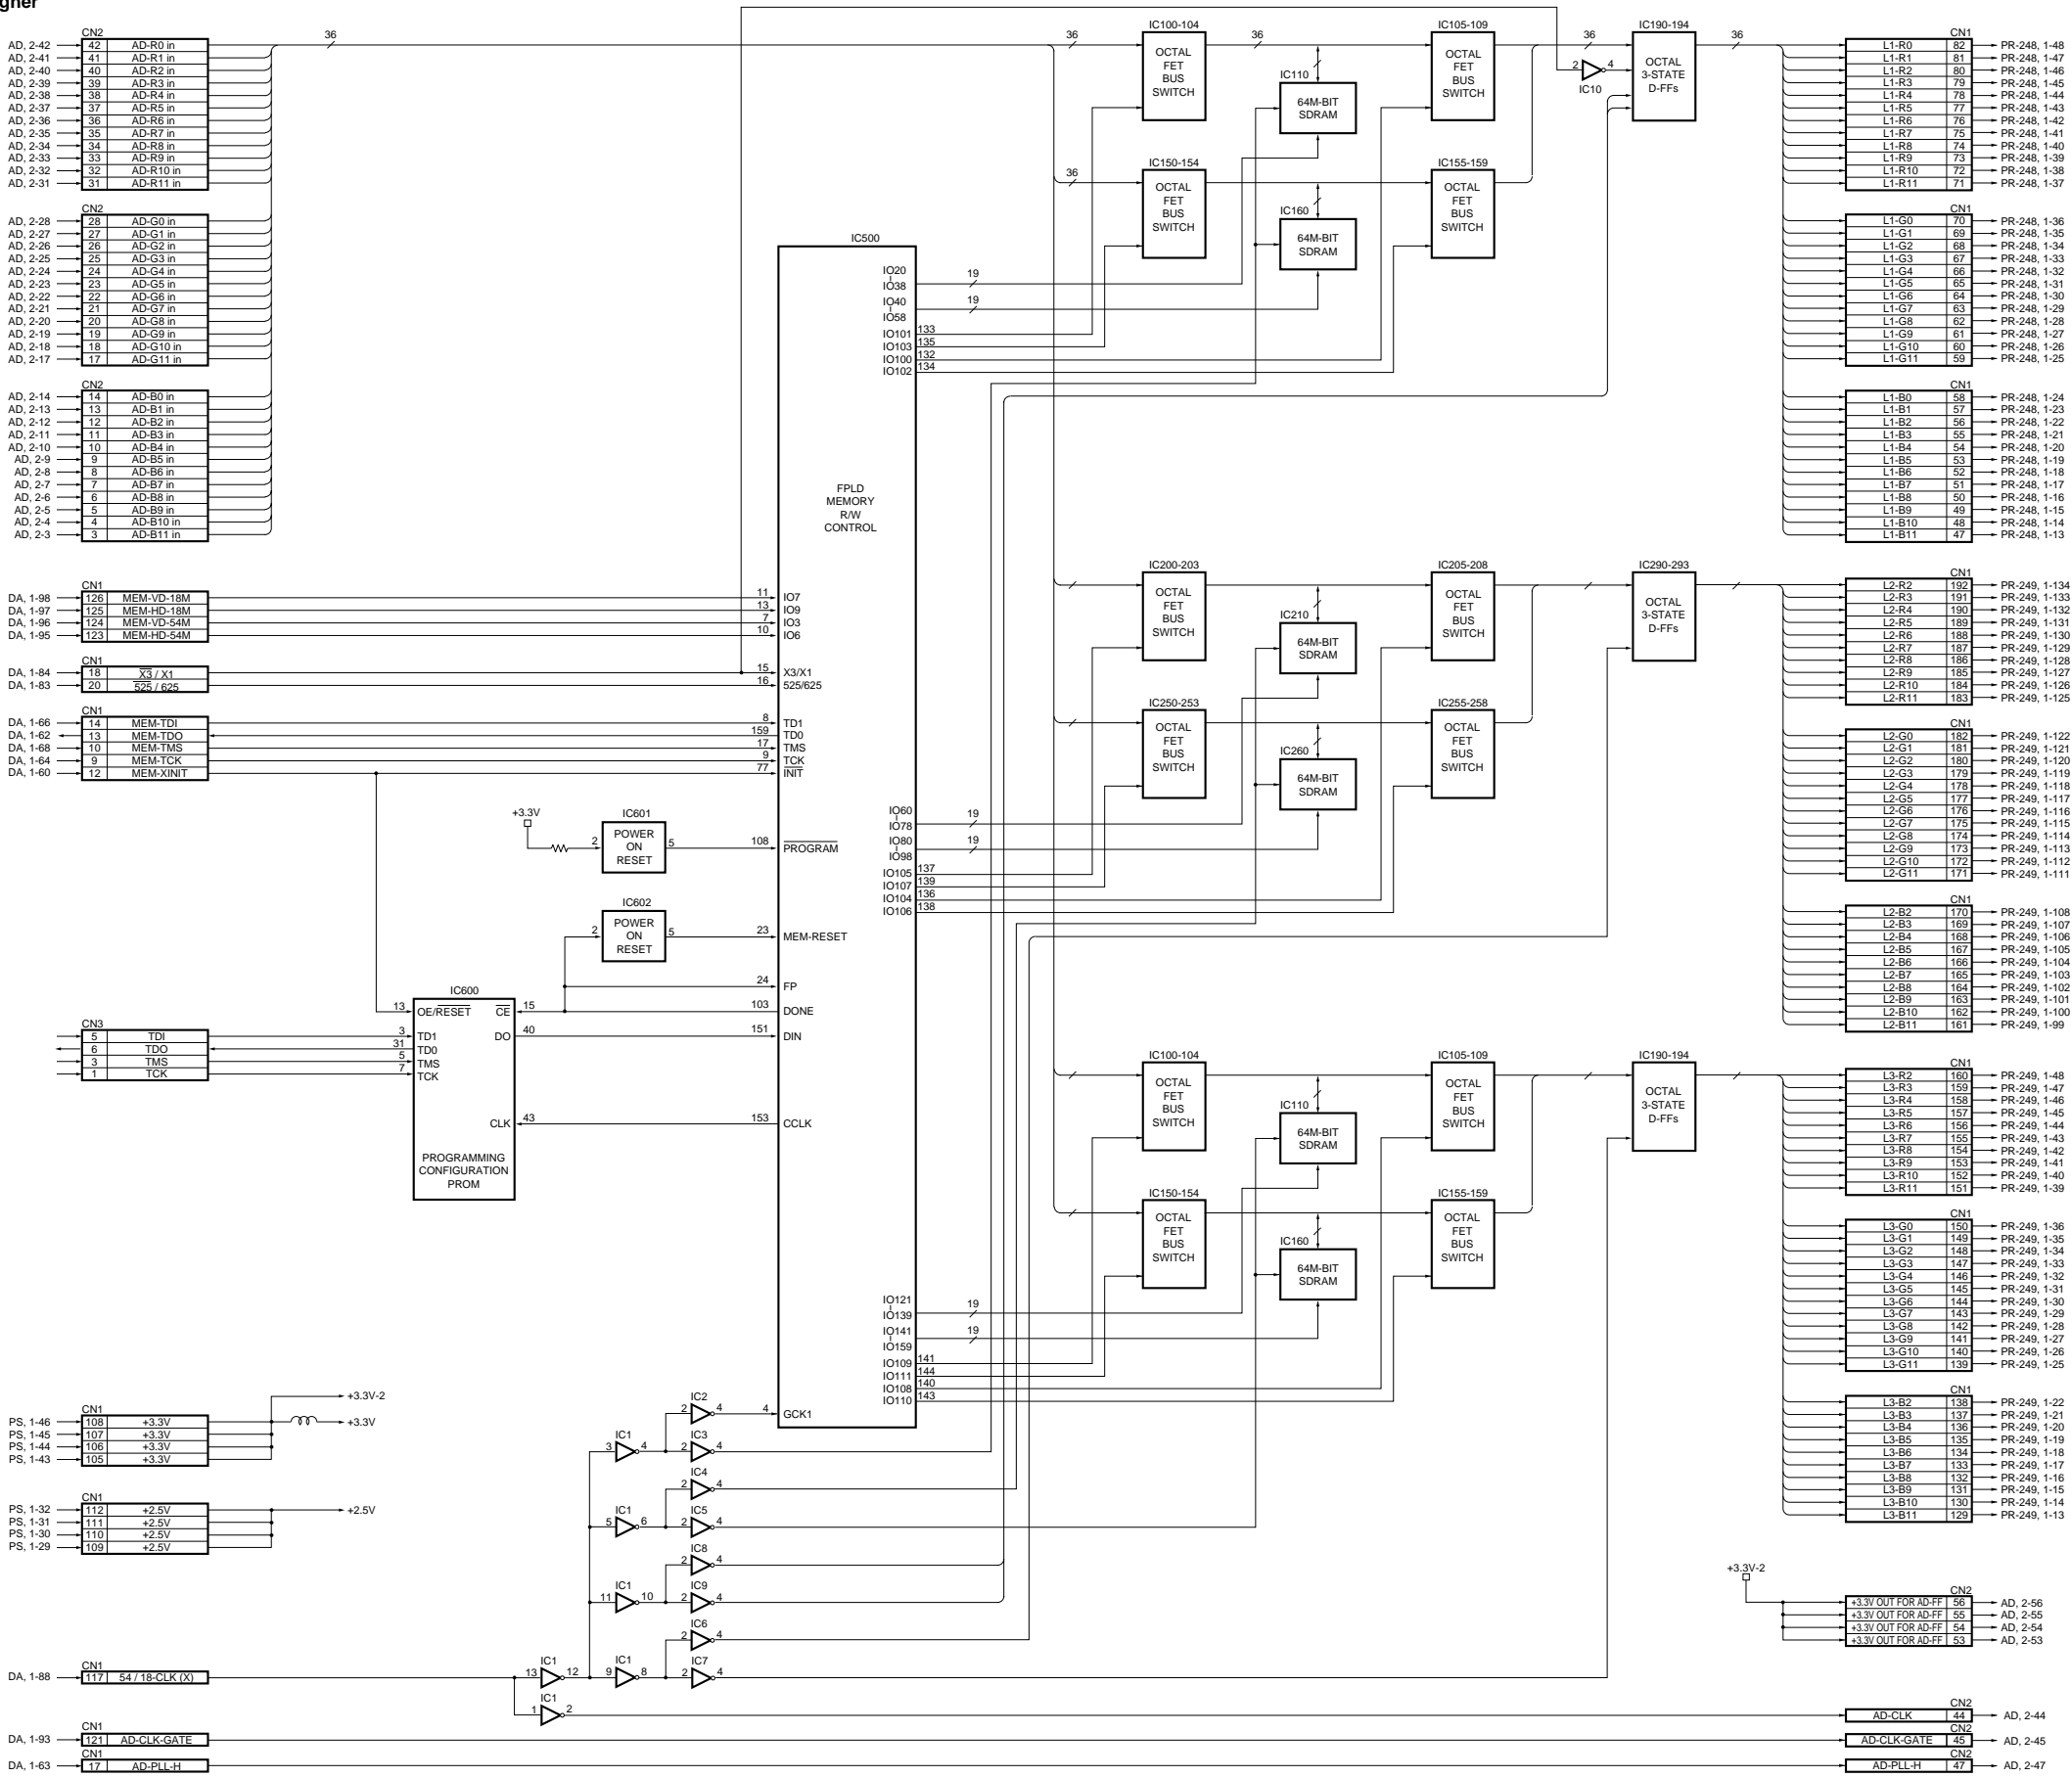 gner
CN2
AD, 2-42 42 AD-R0 in
AD, 2-41 41 AD-R1 in
AD, 2-40 40 AD-R2 in
AD, 2-39 39 AD-R3 in
AD, 2-38 38 AD-R4 in
AD, 2-37 37 AD-R5 in
AD, 2-36 36 AD-R6 in
AD, 2-35 35 AD-R7 in
AD, 2-34 34 AD-R8 in
AD, 2-33 33 AD-R9 in
AD, 2-32 32 AD-R10 in
AD, 2-31 31 AD-R11 in
CN2
AD, 2-28 28 AD-G0 in
AD, 2-27 27 AD-G1 in
AD, 2-26 26 AD-G2 in
AD, 2-25 25 AD-G3 in
AD, 2-24 24 AD-G4 in
AD, 2-23 23 AD-G5 in
AD, 2-22 22 AD-G6 in
AD, 2-21 21 AD-G7 in
AD, 2-20 20 AD-G8 in
AD, 2-19 19 AD-G9 in
AD, 2-18 18 AD-G10 in
AD, 2-17 17 AD-G11 in
CN2
AD, 2-14 14 AD-B0 in
AD, 2-13 13 AD-B1 in
AD, 2-12 12 AD-B2 in
AD, 2-11 11 AD-B3 in
AD, 2-10 10 AD-B4 in
AD, 2-9 9 AD-B5 in
AD, 2-8 8 AD-B6 in
AD, 2-7 7 AD-B7 in
AD, 2-6 6 AD-B8 in
AD, 2-5 5 AD-B9 in
AD, 2-4 4 AD-B10 in
AD, 2-3 3 AD-B11 in
CN1
DA, 1-98 126 MEM-VD-18M
DA, 1-97 125 MEM-HD-18M
DA, 1-96 124 MEM-VD-54M
DA, 1-95 123 MEM-HD-54M
CN1
DA, 1-84 18 X3 / X1
DA, 1-83 20 525 / 625
CN1
DA, 1-66 14 MEM-TDI
DA, 1-62 13 MEM-TDO
DA, 1-68 10 MEM-TMS
DA, 1-64 9 MEM-TCK
DA, 1-60 12 MEM-XINIT
CN3
5 TDI
6 TDO
3 TMS
1 TCK
CN1
PS, 1-46 108 +3.3V
PS, 1-45 107 +3.3V
PS, 1-44 106 +3.3V
PS, 1-43 105 +3.3V
+3.3V-2
+3.3V
CN1
PS, 1-32 112 +2.5V
PS, 1-31 111 +2.5V
PS, 1-30 110 +2.5V
PS, 1-29 109 +2.5V
+2.5V
CN1
DA, 1-88 117 54 / 18-CLK (X)
CN1
DA, 1-93 121 AD-CLK-GATE
CN1
DA, 1-63 17 AD-PLL-H
36
+3.3V
IC601
2 POWER 5
ON
RESET
IC602
2 POWER 5
ON
RESET
IC600
13 OE/RESET CE 15
3 TD1 DO 40
31 TD0
5 TMS
7 TCK
CLK 43
PROGRAMMING
CONFIGURATION
PROM
IC500
FPLD
MEMORY
R/W
CONTROL
11 IO7
13 IO9
7 IO3
10 IO6
15 X3/X1
16 525/625
8 TD1
159 TD0
17 TMS
9 TCK
77 INIT
108 PROGRAM
23 MEM-RESET
24 FP
103 DONE
151 DIN
153 CCLK
4 GCK1
IO20
IO38 19
IO40
IO58 19
IO101 133
IO103 135
IO100 132
IO102 134
IO60
IO78 19
IO80
IO98 19
IO105 137
IO107 139
IO104 136
IO106 138
IO121
IO139 19
IO141
IO159 19
IO109 141
IO111 144
IO108 140
IO110 143
IC2
2 4
IC1
3 4
IC3
2 4
IC4
2 4
IC1
5 6
IC5
2 4
IC8
2 4
IC1
11 10
IC9
2 4
IC6
2 4
IC1
13 12
IC1
9 8
IC7
2 4
IC1
1 2
36
IC100-104
OCTAL
FET
BUS
SWITCH
36
IC110
64M-BIT
SDRAM
IC105-109
OCTAL
FET
BUS
SWITCH
36
2 4
IC10
IC190-194
OCTAL
3-STATE
D-FFs
36
36
IC150-154
OCTAL
FET
BUS
SWITCH
IC160
64M-BIT
SDRAM
IC155-159
OCTAL
FET
BUS
SWITCH
IC200-203
OCTAL
FET
BUS
SWITCH
IC210
64M-BIT
SDRAM
IC205-208
OCTAL
FET
BUS
SWITCH
IC290-293
OCTAL
3-STATE
D-FFs
IC250-253
OCTAL
FET
BUS
SWITCH
IC260
64M-BIT
SDRAM
IC255-258
OCTAL
FET
BUS
SWITCH
IC100-104
OCTAL
FET
BUS
SWITCH
IC110
64M-BIT
SDRAM
IC105-109
OCTAL
FET
BUS
SWITCH
IC190-194
OCTAL
3-STATE
D-FFs
IC150-154
OCTAL
FET
BUS
SWITCH
IC160
64M-BIT
SDRAM
IC155-159
OCTAL
FET
BUS
SWITCH
CN1
L1-R0 82 PR-248, 1-48
L1-R1 81 PR-248, 1-47
L1-R2 80 PR-248, 1-46
L1-R3 79 PR-248, 1-45
L1-R4 78 PR-248, 1-44
L1-R5 77 PR-248, 1-43
L1-R6 76 PR-248, 1-42
L1-R7 75 PR-248, 1-41
L1-R8 74 PR-248, 1-40
L1-R9 73 PR-248, 1-39
L1-R10 72 PR-248, 1-38
L1-R11 71 PR-248, 1-37
CN1
L1-G0 70 PR-248, 1-36
L1-G1 69 PR-248, 1-35
L1-G2 68 PR-248, 1-34
L1-G3 67 PR-248, 1-33
L1-G4 66 PR-248, 1-32
L1-G5 65 PR-248, 1-31
L1-G6 64 PR-248, 1-30
L1-G7 63 PR-248, 1-29
L1-G8 62 PR-248, 1-28
L1-G9 61 PR-248, 1-27
L1-G10 60 PR-248, 1-26
L1-G11 59 PR-248, 1-25
CN1
L1-B0 58 PR-248, 1-24
L1-B1 57 PR-248, 1-23
L1-B2 56 PR-248, 1-22
L1-B3 55 PR-248, 1-21
L1-B4 54 PR-248, 1-20
L1-B5 53 PR-248, 1-19
L1-B6 52 PR-248, 1-18
L1-B7 51 PR-248, 1-17
L1-B8 50 PR-248, 1-16
L1-B9 49 PR-248, 1-15
L1-B10 48 PR-248, 1-14
L1-B11 47 PR-248, 1-13
CN1
L2-R2 192 PR-249, 1-134
L2-R3 191 PR-249, 1-133
L2-R4 190 PR-249, 1-132
L2-R5 189 PR-249, 1-131
L2-R6 188 PR-249, 1-130
L2-R7 187 PR-249, 1-129
L2-R8 186 PR-249, 1-128
L2-R9 185 PR-249, 1-127
L2-R10 184 PR-249, 1-126
L2-R11 183 PR-249, 1-125
CN1
L2-G0 182 PR-249, 1-122
L2-G1 181 PR-249, 1-121
L2-G2 180 PR-249, 1-120
L2-G3 179 PR-249, 1-119
L2-G4 178 PR-249, 1-118
L2-G5 177 PR-249, 1-117
L2-G6 176 PR-249, 1-116
L2-G7 175 PR-249, 1-115
L2-G8 174 PR-249, 1-114
L2-G9 173 PR-249, 1-113
L2-G10 172 PR-249, 1-112
L2-G11 171 PR-249, 1-111
CN1
L2-B2 170 PR-249, 1-108
L2-B3 169 PR-249, 1-107
L2-B4 168 PR-249, 1-106
L2-B5 167 PR-249, 1-105
L2-B6 166 PR-249, 1-104
L2-B7 165 PR-249, 1-103
L2-B8 164 PR-249, 1-102
L2-B9 163 PR-249, 1-101
L2-B10 162 PR-249, 1-100
L2-B11 161 PR-249, 1-99
CN1
L3-R2 160 PR-249, 1-48
L3-R3 159 PR-249, 1-47
L3-R4 158 PR-249, 1-46
L3-R5 157 PR-249, 1-45
L3-R6 156 PR-249, 1-44
L3-R7 155 PR-249, 1-43
L3-R8 154 PR-249, 1-42
L3-R9 153 PR-249, 1-41
L3-R10 152 PR-249, 1-40
L3-R11 151 PR-249, 1-39
CN1
L3-G0 150 PR-249, 1-36
L3-G1 149 PR-249, 1-35
L3-G2 148 PR-249, 1-34
L3-G3 147 PR-249, 1-33
L3-G4 146 PR-249, 1-32
L3-G5 145 PR-249, 1-31
L3-G6 144 PR-249, 1-30
L3-G7 143 PR-249, 1-29
L3-G8 142 PR-249, 1-28
L3-G9 141 PR-249, 1-27
L3-G10 140 PR-249, 1-26
L3-G11 139 PR-249, 1-25
CN1
L3-B2 138 PR-249, 1-22
L3-B3 137 PR-249, 1-21
L3-B4 136 PR-249, 1-20
L3-B5 135 PR-249, 1-19
L3-B6 134 PR-249, 1-18
L3-B7 133 PR-249, 1-17
L3-B8 132 PR-249, 1-16
L3-B9 131 PR-249, 1-15
L3-B10 130 PR-249, 1-14
L3-B11 129 PR-249, 1-13
+3.3V-2
CN2
+3.3V OUT FOR AD-FF 56 AD, 2-56
+3.3V OUT FOR AD-FF 55 AD, 2-55
+3.3V OUT FOR AD-FF 54 AD, 2-54
+3.3V OUT FOR AD-FF 53 AD, 2-53
CN2
AD-CLK 44 AD, 2-44
CN2
AD-CLK-GATE 45 AD, 2-45
CN2
AD-PLL-H 47 AD, 2-47